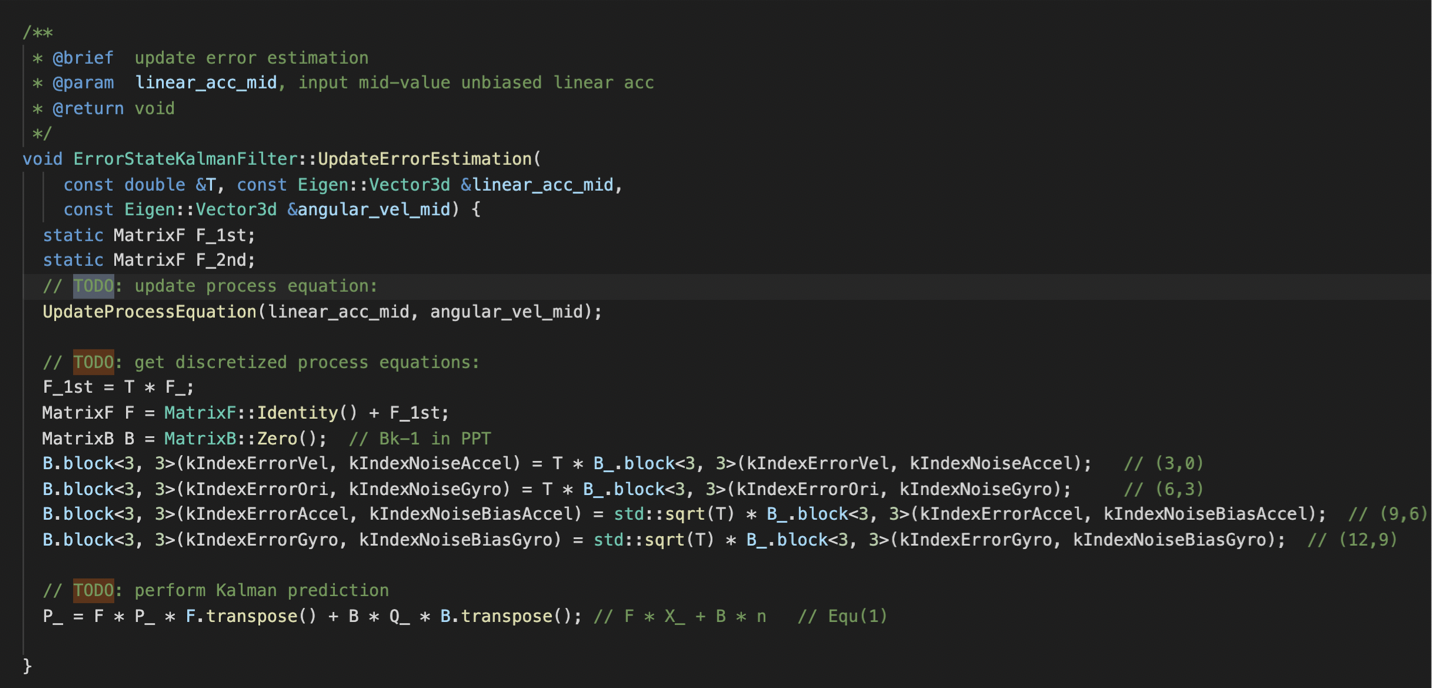 /**
 * @brief  update error estimation
 * @param  linear_acc_mid, input mid-value unbiased linear acc
 * @return void
 */
void ErrorStateKalmanFilter::UpdateErrorEstimation(
    const double &T, const Eigen::Vector3d &linear_acc_mid,
    const Eigen::Vector3d &angular_vel_mid) {
  static MatrixF F_1st;
  static MatrixF F_2nd;
  // TODO: update process equation:
  UpdateProcessEquation(linear_acc_mid, angular_vel_mid);
  // TODO: get discretized process equations:
  F_1st = T * F_;
  MatrixF F = MatrixF::Identity() + F_1st;
  MatrixB B = MatrixB::Zero();  // Bk-1 in PPT
  B.block<3, 3>(kIndexErrorVel, kIndexNoiseAccel) = T * B_.block<3, 3>(kIndexErrorVel, kIndexNoiseAccel);   // (3,0)
  B.block<3, 3>(kIndexErrorOri, kIndexNoiseGyro) = T * B_.block<3, 3>(kIndexErrorOri, kIndexNoiseGyro);     // (6,3)
  B.block<3, 3>(kIndexErrorAccel, kIndexNoiseBiasAccel) = std::sqrt(T) * B_.block<3, 3>(kIndexErrorAccel, kIndexNoiseBiasAccel);  // (9,6)
  B.block<3, 3>(kIndexErrorGyro, kIndexNoiseBiasGyro) = std::sqrt(T) * B_.block<3, 3>(kIndexErrorGyro, kIndexNoiseBiasGyro);  // (12,9)
  // TODO: perform Kalman prediction
  P_ = F * P_ * F.transpose() + B * Q_ * B.transpose(); // F * X_ + B * n   // Equ(1)
}